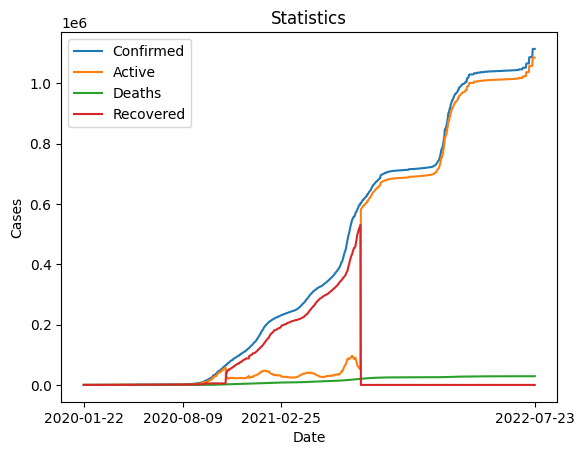 Statistics
1e6
Confirmed
Active
Deaths
Recovered
1.0
0.8
0.6
0.4
0.2
0.0
Cases
2020-01-22 2020-08-09 2021-02-25 2022-07-23
Date